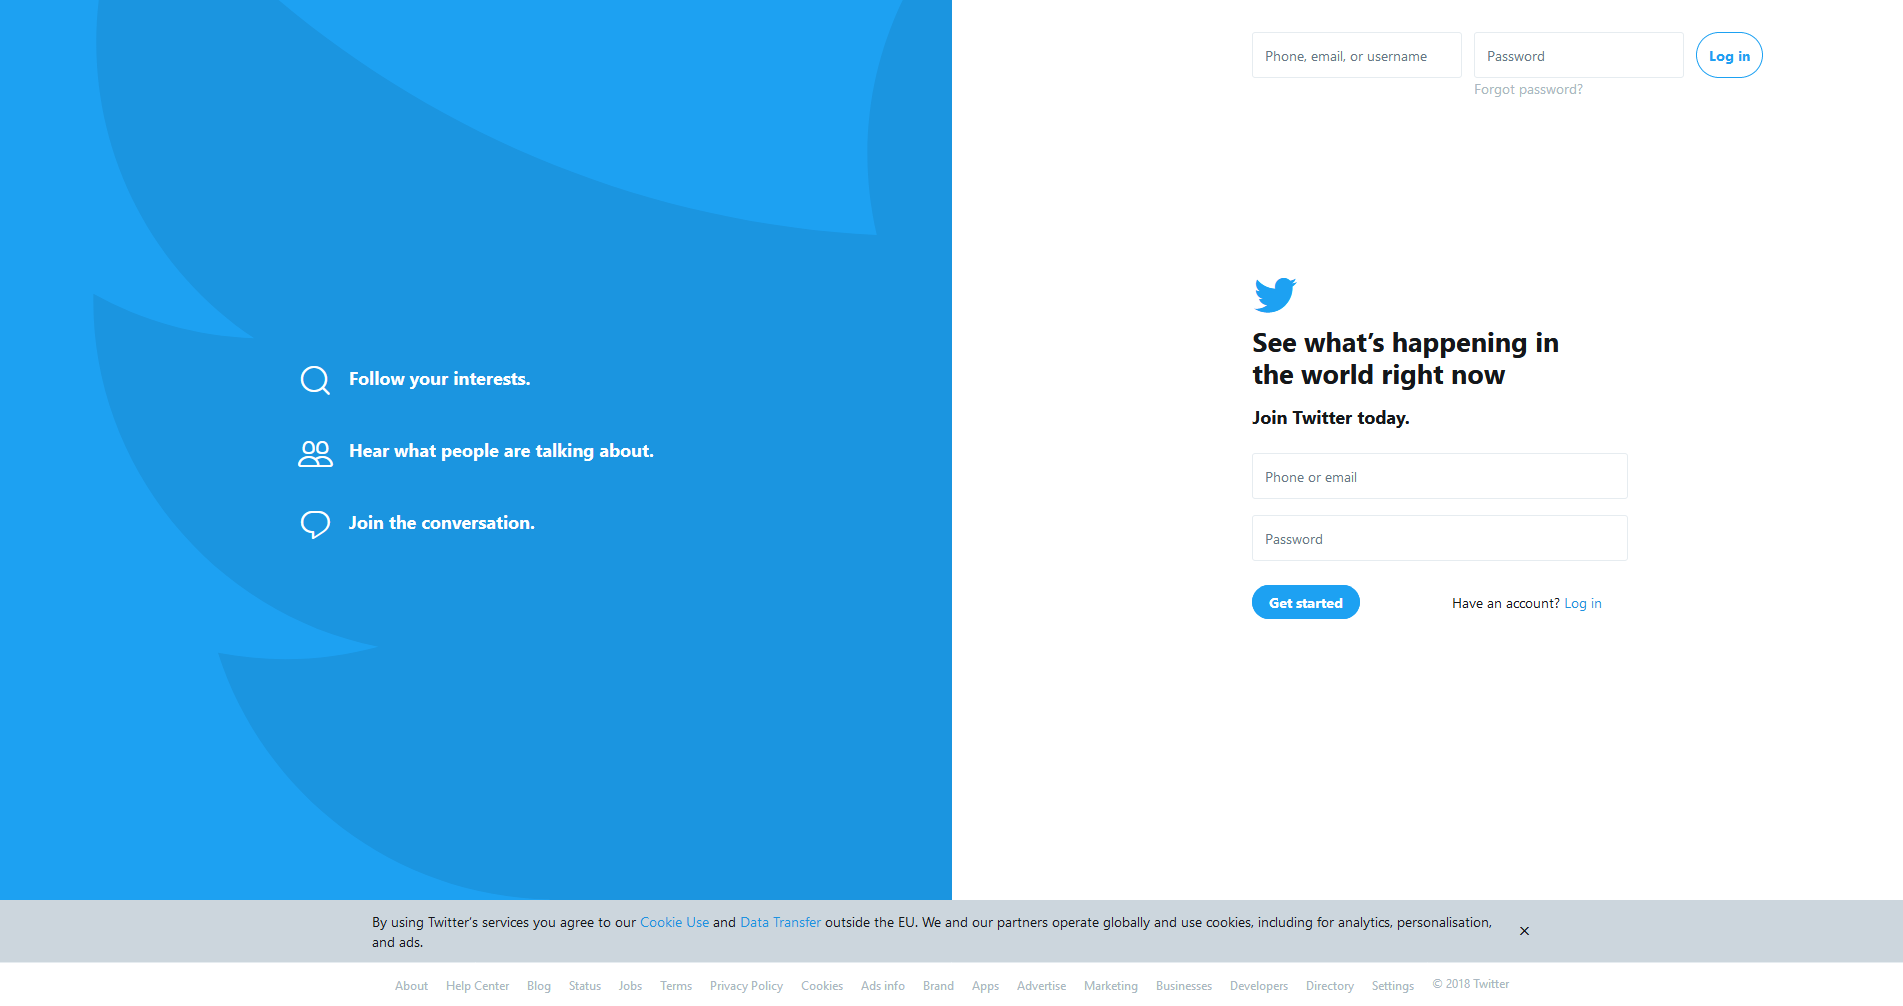 Phone, email, or username
Password
Log in
Forgot password?
Follow your interests.
Hear what people are talking about.
Join the conversation.
See what’s happening in
the world right now
Join Twitter today.
Phone or email
Password
Get started
Have an account? Log in
By using Twitter’s services you agree to our Cookie Use and Data Transfer outside the EU. We and our partners operate globally and use cookies, including for analytics, personalisation,
and ads.
About Help Center Blog Status Jobs Terms Privacy Policy Cookies Ads info Brand Apps Advertise Marketing Businesses Developers Directory Settings © 2018 Twitter